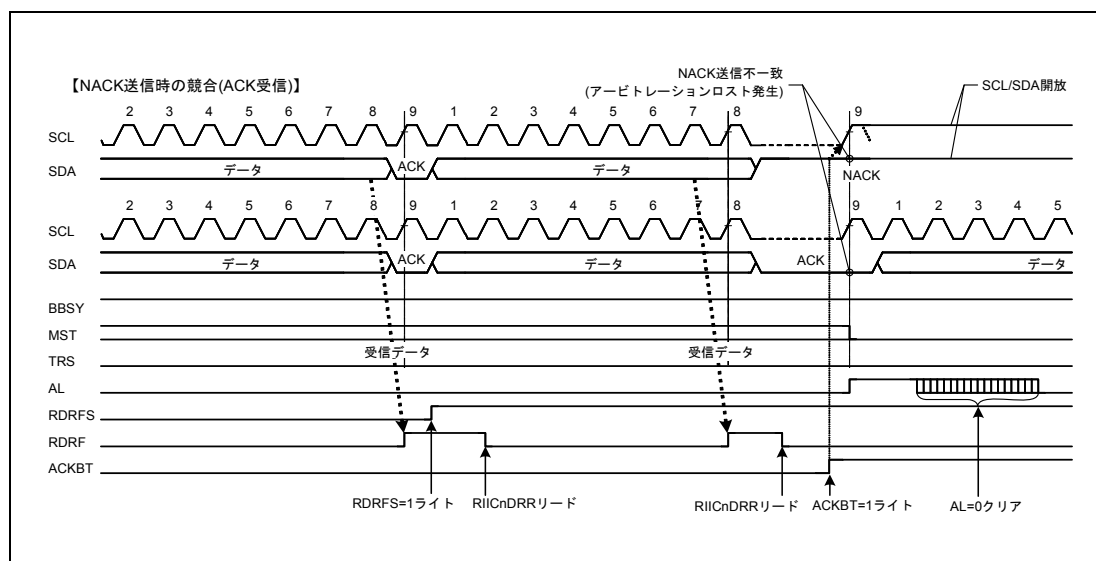 【NACK送信時の競合(ACK受信)】
NACK送信不一致
(アービトレーションロスト発生)
SCL/SDA開放
2 3 4 5 6 7 8 9 1 2 3 4 5 6 7 8 9
SCL
SDA データ ACK データ NACK
2 3 4 5 6 7 8 9 1 2 3 4 5 6 7 8 9 1 2 3 4 5
SCL
SDA データ ACK データ ACK データ
BBSY
MST
受信データ 受信データ
TRS
AL
RDRFS
RDRF
ACKBT
RDRFS=1ライト RIICnDRRリード RIICnDRRリード ACKBT=1ライト AL=0クリア